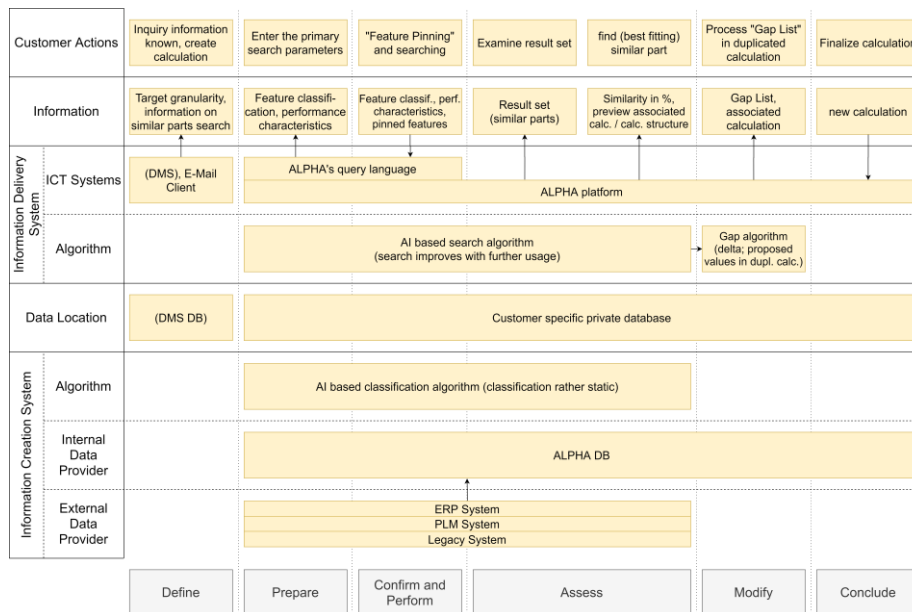 Customer Actions
Inquiry information
known, create
calculation
Enter the primary
search parameters
"Feature Pinning"
and searching
Examine result set
find (best fitting)
similar part
Process "Gap List"
in duplicated
calculation
Finalize calculation
Information
Target granularity,
information on
similar parts search
Feature classifi-
cation, performance
characteristics
Feature classif., perf.
characteristics,
pinned features
Result set
(similar parts)
Similarity in %,
preview associated
calc. / calc. structure
Gap List,
associated
calculation
new calculation
Information Delivery
System
ICT Systems
(DMS), E-Mail
Client
ALPHA's query language
ALPHA platform
Algorithm
AI based search algorithm
(search improves with further usage)
Gap algorithm
(delta; proposed
values in dupl. calc.)
Data Location
(DMS DB)
Customer specific private database
Information Creation System
Algorithm
AI based classification algorithm (classification rather static)
Internal
Data
Provider
ALPHA DB
External
Data
Provider
ERP System
PLM System
Legacy System
Define
Prepare
Confirm and
Perform
Assess
Modify
Conclude